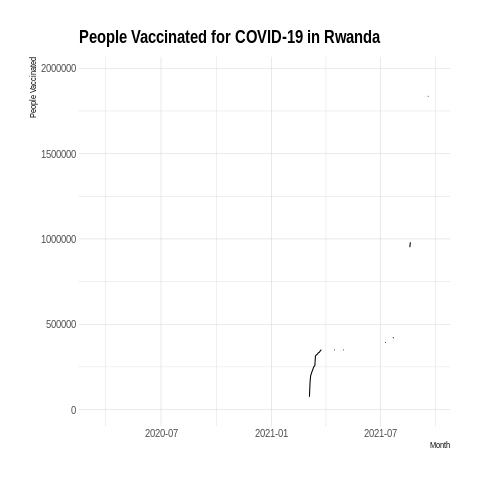 People Vaccinated for COVID-19 in Rwanda
People Vaccinated
2000000
1500000
1000000
500000
0
2020-07
2021-01
2021-07
Month